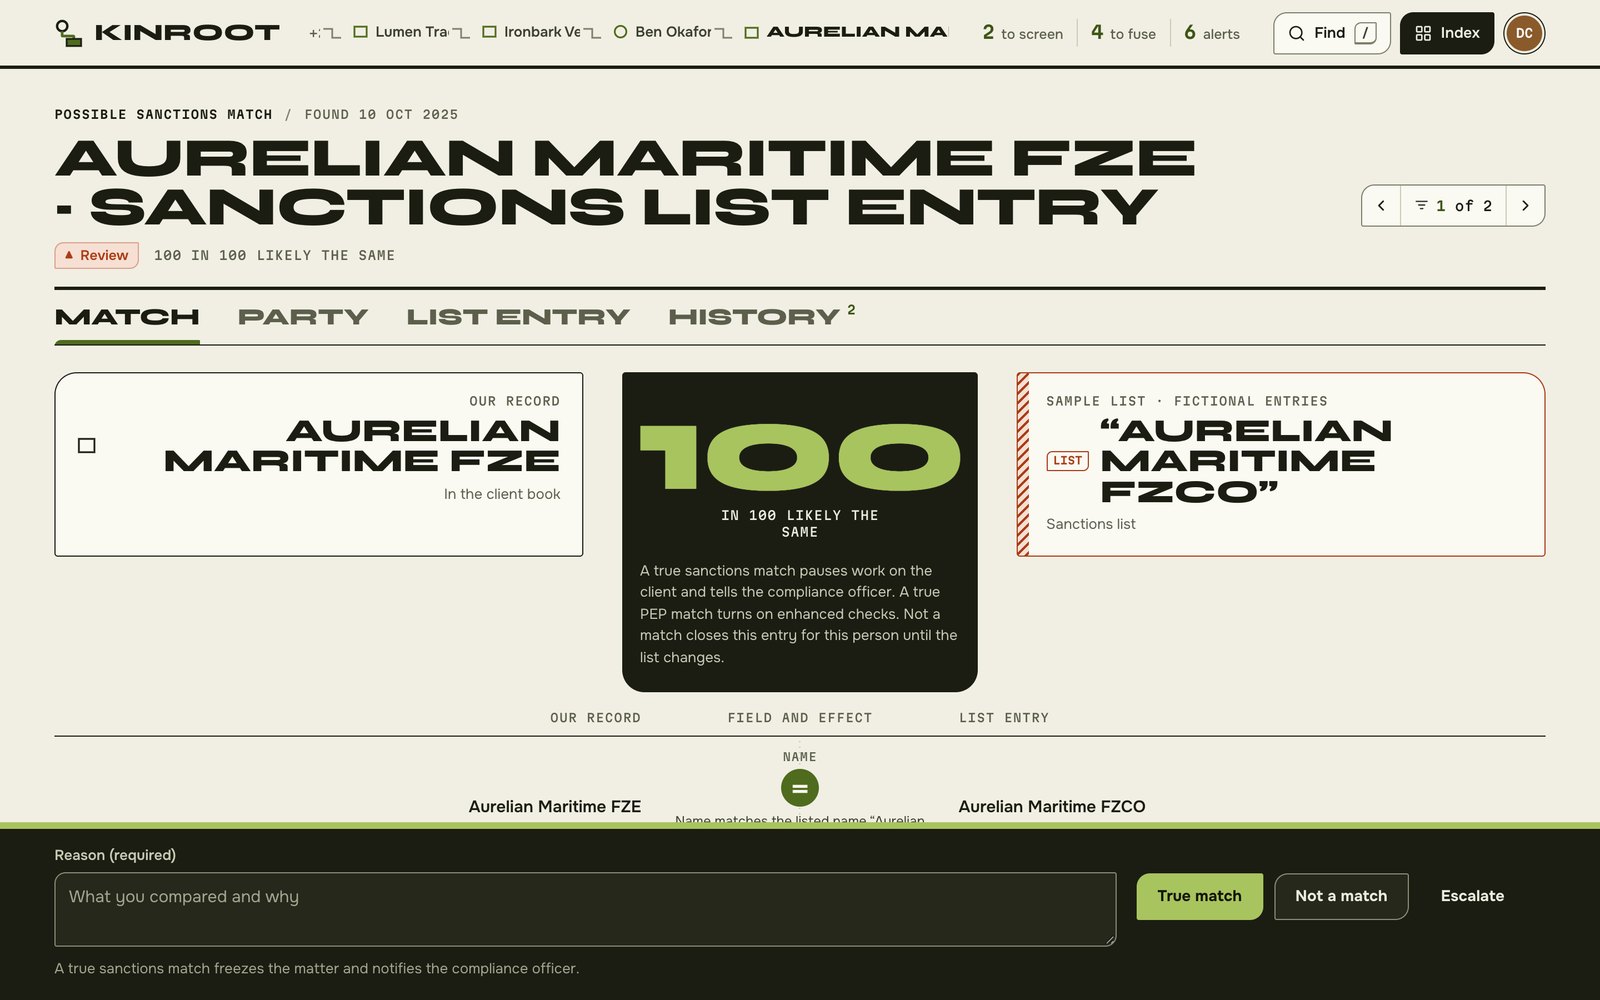 KINROOT
Lumen Tra
Ironbark Ve
Ben Okafor
AURELIAN MA
2 to screen
4 to fuse
6 alerts
Find /
Index
DC
POSSIBLE SANCTIONS MATCH / FOUND 10 OCT 2025
AURELIAN MARITIME FZE
· SANCTIONS LIST ENTRY
1 of 2
Review
100 IN 100 LIKELY THE SAME
MATCH
PARTY
LIST ENTRY
HISTORY 2
OUR RECORD
AURELIAN
MARITIME FZE
In the client book
100
IN 100 LIKELY THE
SAME
A true sanctions match pauses work on the
client and tells the compliance officer. A true
PEP match turns on enhanced checks. Not a
match closes this entry for this person until the
list changes.
SAMPLE LIST · FICTIONAL ENTRIES
LIST
“AURELIAN
MARITIME
FZCO”
Sanctions list
OUR RECORD
FIELD AND EFFECT
LIST ENTRY
NAME
=
Aurelian Maritime FZE
Name matches the listed name “Aurelian
Aurelian Maritime FZCO
Reason (required)
What you compared and why
True match
Not a match
Escalate
A true sanctions match freezes the matter and notifies the compliance officer.